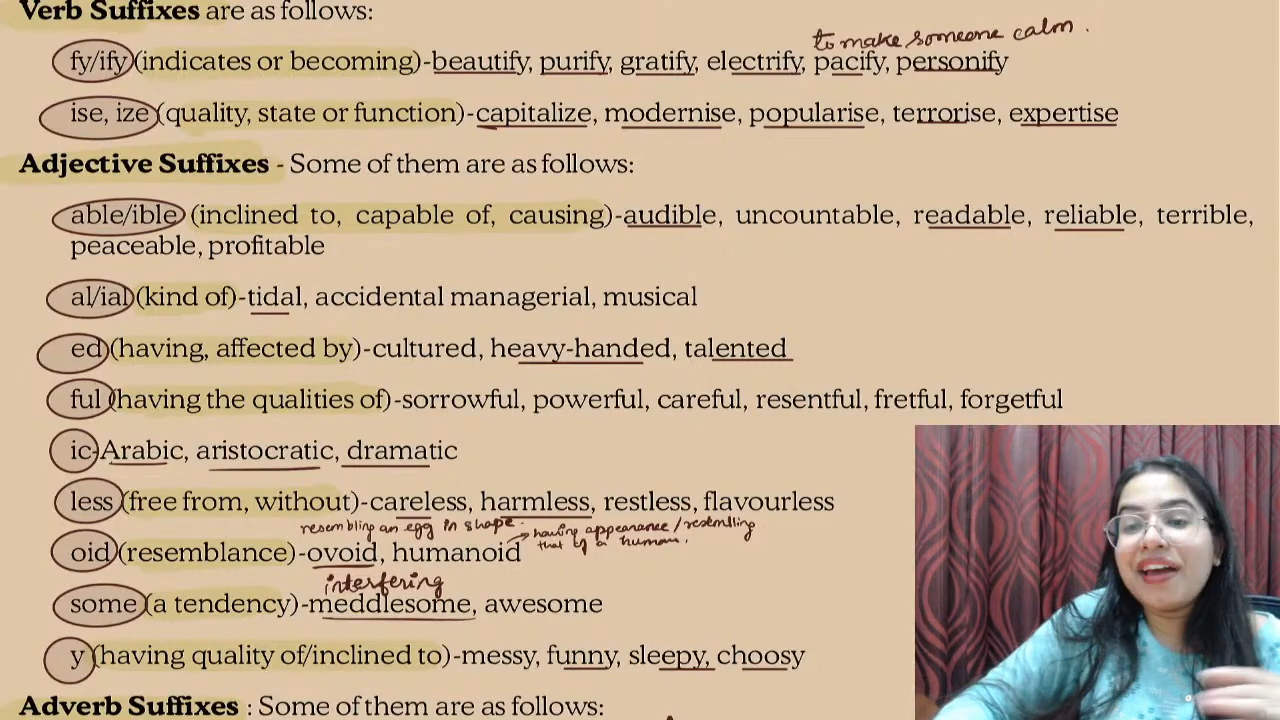 Verb Suffixes are as follows:
to make someone calm.
fy/ify (indicates or becoming)-beautify, purify, gratify, electrify, pacify, personify
ise, ize (quality, state or function)-capitalize, modernise, popularise, terrorise, expertise
Adjective Suffixes - Some of them are as follows:
able/ible (inclined to, capable of, causing)-audible, uncountable, readable, reliable, terrible,
peaceable, profitable
al/ial (kind of)-tidal, accidental managerial, musical
ed (having, affected by)-cultured, heavy-handed, talented
ful (having the qualities of)-sorrowful, powerful, careful, resentful, fretful, forgetful
ic-Arabic, aristocratic, dramatic
less (free from, without)-careless, harmless, restless, flavourless
resembling an egg in shape. → having appearance/resembling
that of a human.
oid (resemblance)-ovoid, humanoid
interfering
some (a tendency)-meddlesome, awesome
y (having quality of/inclined to)-messy, funny, sleepy, choosy
Adverb Suffixes : Some of them are as follows: